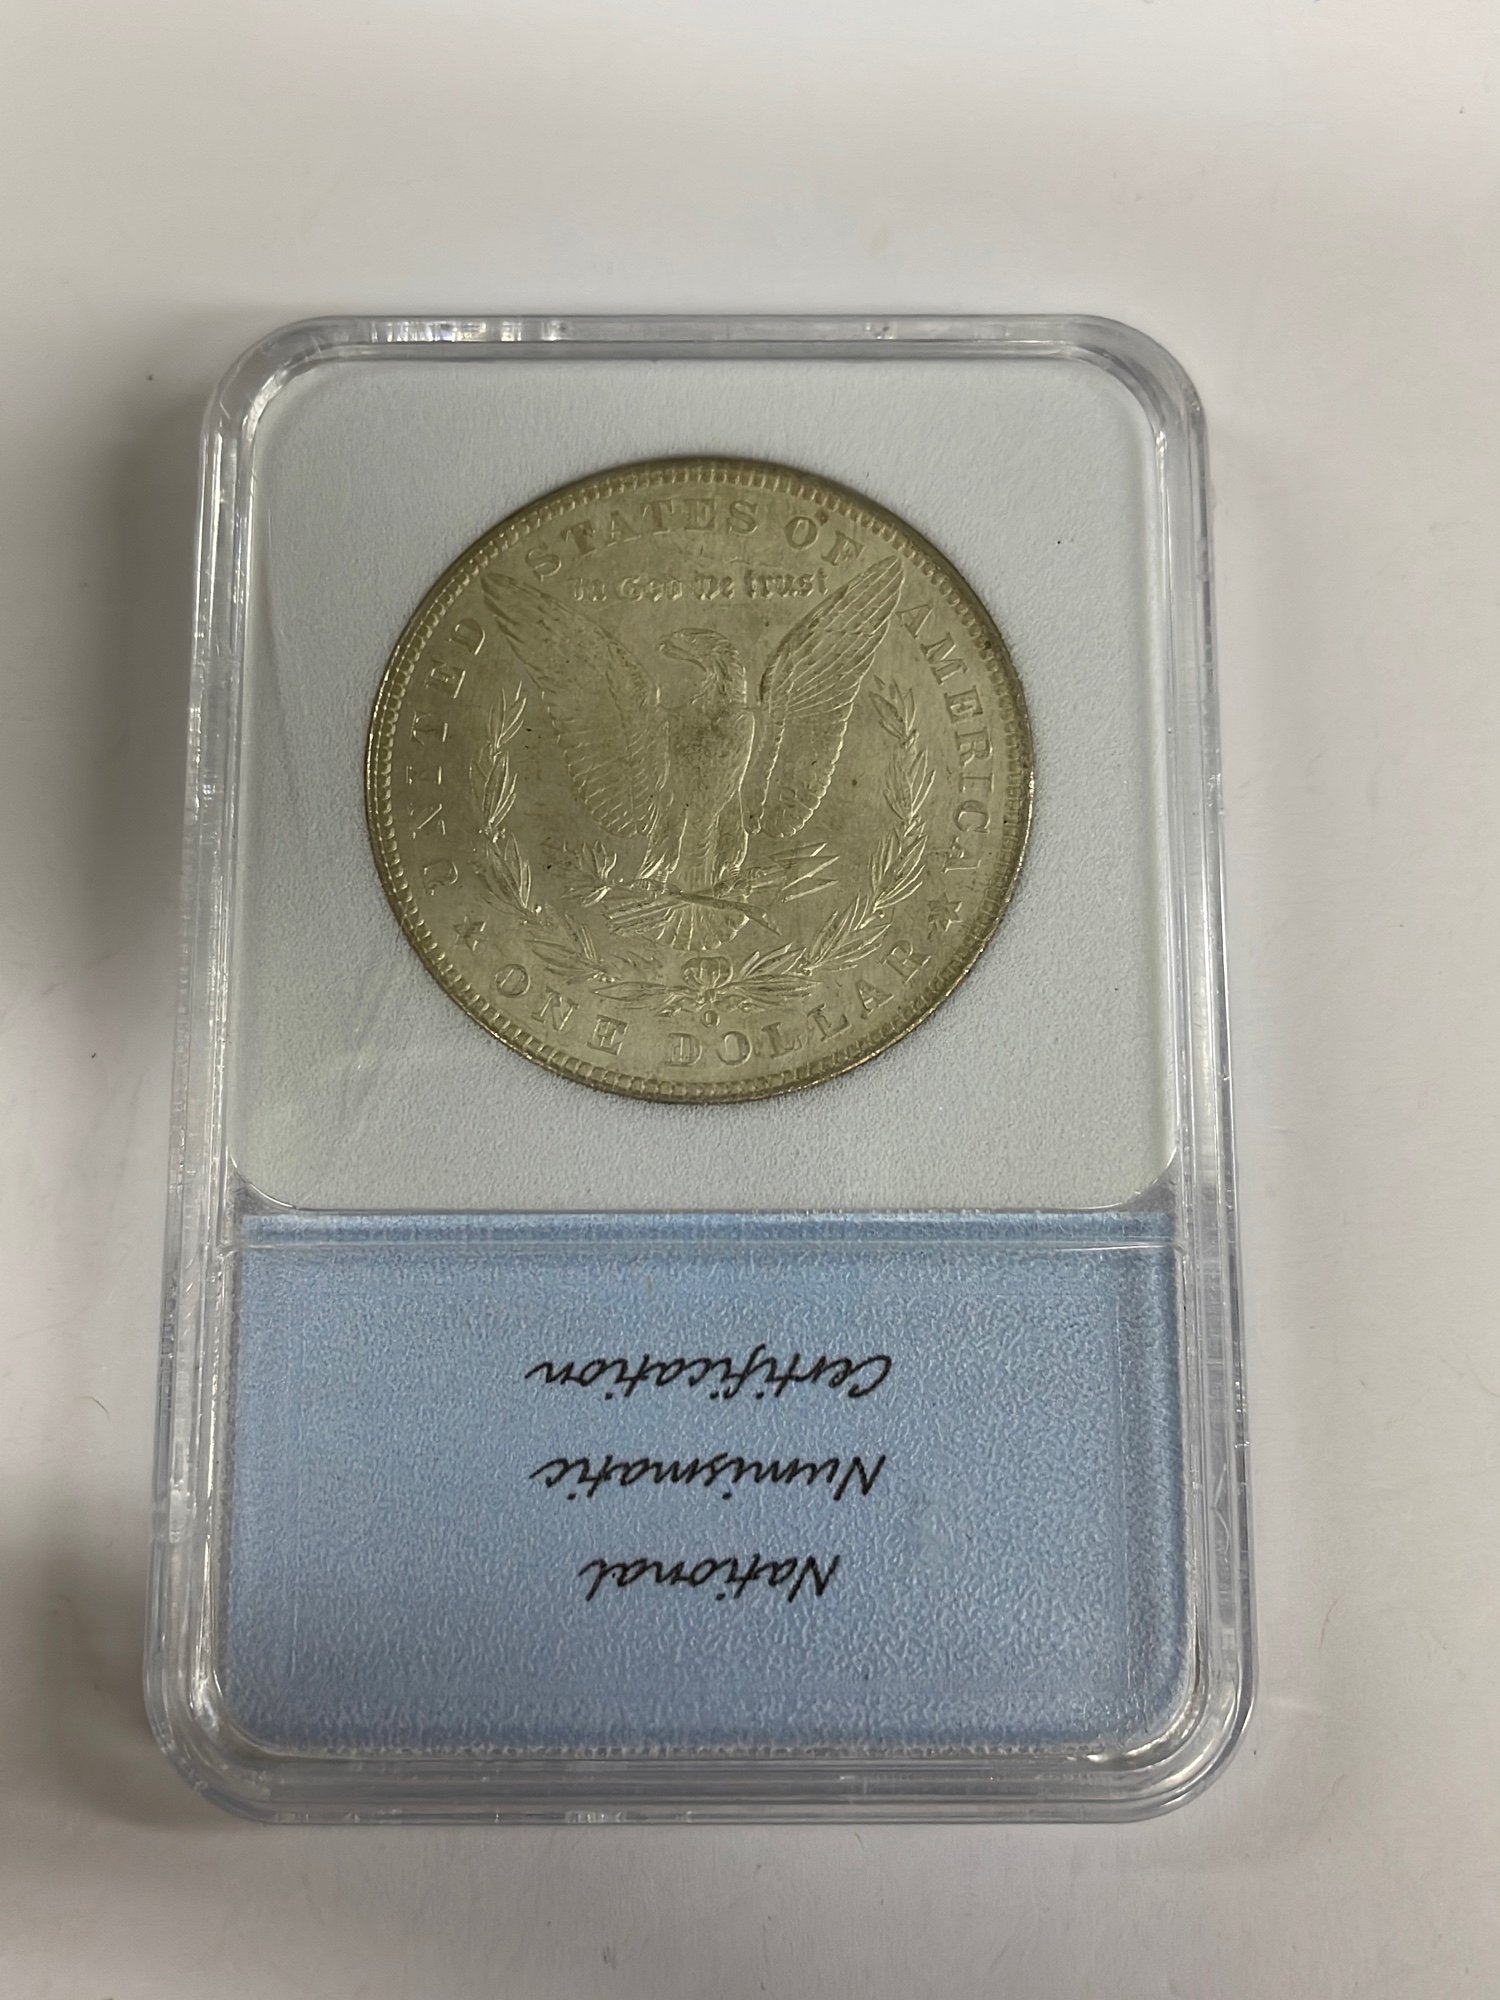 UNITED STATES OF AMERICA
In God we trust
★ ONE DOLLAR ★
O
National
Numismatic
Certification